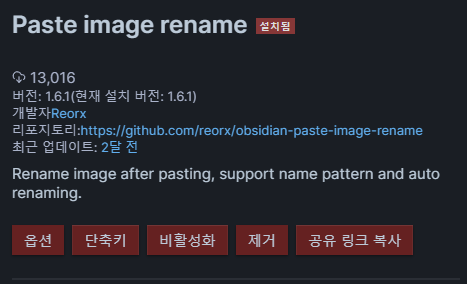 Paste image rename 설치됨
13,016
버전: 1.6.1(현재 설치 버전: 1.6.1)
개발자Reorx
리포지토리:https://github.com/reorx/obsidian-paste-image-rename
최근 업데이트: 2달 전
Rename image after pasting, support name pattern and auto
renaming.
옵션 단축키 비활성화 제거 공유 링크 복사